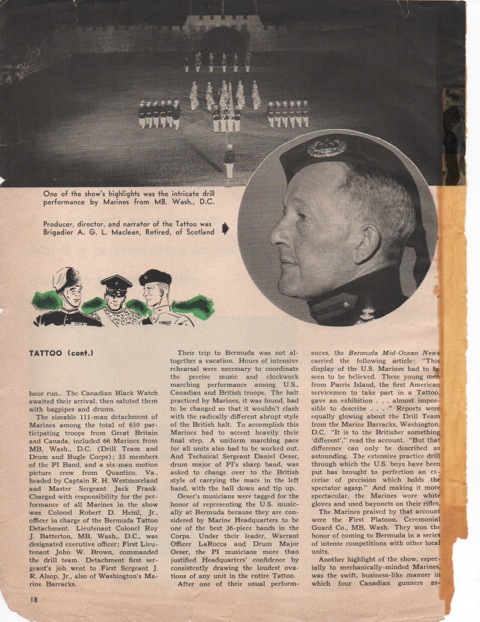 One of the show's highlights was the intricate drill
performance by Marines from MB, Wash., D.C.
Producer, director, and narrator of the Tattoo was
Brigadier A. G. L. Maclean, Retired, of Scotland
TATTOO (cont.)
hour run. The Canadian Black Watch
awaited their arrival, then saluted them
with bagpipes and drums.
The sizeable 111-man detachment of
Marines among the total of 650 par-
ticipating troops from Great Britain
and Canada, included 66 Marines from
MB, Wash., D.C. (Drill Team and
Drum and Bugle Corps); 33 members
of the PI Band, and a six-man motion
picture crew from Quantico, Va.,
headed by Captain R. H. Westmoreland
and Master Sergeant Jack Frank.
Charged with responsibility for the per-
formance of all Marines in the show
was Colonel Robert D. Heinl, Jr.,
officer in charge of the Bermuda Tattoo
Detachment. Lieutenant Colonel Roy
J. Batterton, MB, Wash., D.C., was
designated executive officer; First Lieu-
tenant John W. Brown, commanded
the drill team. Detachment first ser-
geant's job went to First Sergeant J.
R. Alsop, Jr., also of Washington's Ma-
rine Barracks.
Their trip to Bermuda was not al-
together a vacation. Hours of intensive
rehearsal were necessary to coordinate
the precise music and clockwork
marching performance among U.S.,
Canadian and British troops. The halt
practiced by Marines, it was found, had
to be changed so that it wouldn't clash
with the radically different abrupt style
of the British halt. To accomplish this
Marines had to accent heavily their
final step. A uniform marching pace
for all units also had to be worked out.
And Technical Sergeant Daniel Oeser,
drum major of PI's sharp band, was
asked to change over to the British
style of carrying the mace in the left
hand, with the ball down and tip up.
Oeser's musicians were tagged for the
honor of representing the U.S. music-
ally at Bermuda because they are con-
sidered by Marine Headquarters to be
one of the best 36-piece bands in the
Corps. Under their leader, Warrant
Officer LaRocca and Drum Major
Oeser, the PI musicians more than
justified Headquarters' confidence by
consistently drawing the loudest ova-
tions of any unit in the entire Tattoo.
After one of their usual perform-
ances, the Bermuda Mid-Ocean News
carried the following article: "This
display of the U.S. Marines had to be
seen to be believed. These young men
from Parris Island, the first American
servicemen to take part in a Tattoo,
gave an exhibition . . . almost impos-
sible to describe . . . " Reports were
equally glowing about the Drill Team
from the Marine Barracks, Washington,
D.C. "It is to the Britisher something
'different'," read the account. "But that
difference can only be described as
astounding. The extensive practice drill
through which the U.S. boys have been
put has brought to perfection an ex-
ercise of precision which holds the
spectator agasp." And making it more
spectacular, the Marines wore white
gloves and used bayonets on their rifles.
The Marines praised by that account
were the First Platoon, Ceremonial
Guard Co., MB, Wash. They won the
honor of coming to Bermuda in a series
of intense competitions with other local
units.
Another highlight of the show, espec-
ially to mechanically-minded Marines,
was the swift, business-like manner in
which four Canadian gunners as-
18